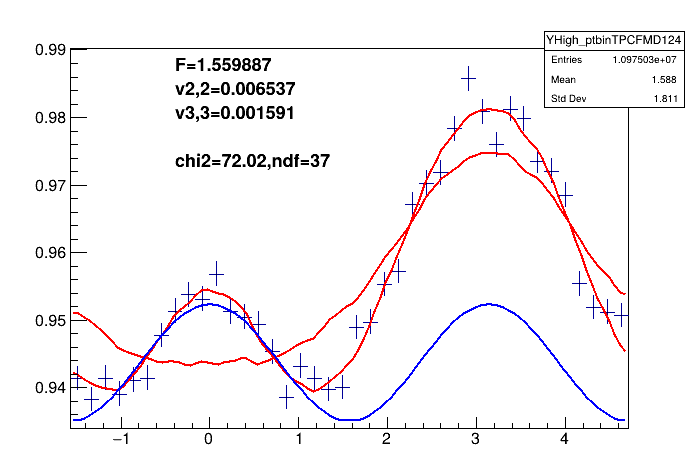 YHigh_ptbinTPCFMD124
Entries 1.097503e+07
Mean 1.588
Std Dev 1.811
F=1.559887
v2,2=0.006537
v3,3=0.001591
chi2=72.02,ndf=37
0.99
0.98
0.97
0.96
0.95
0.94
−1 0 1 2 3 4